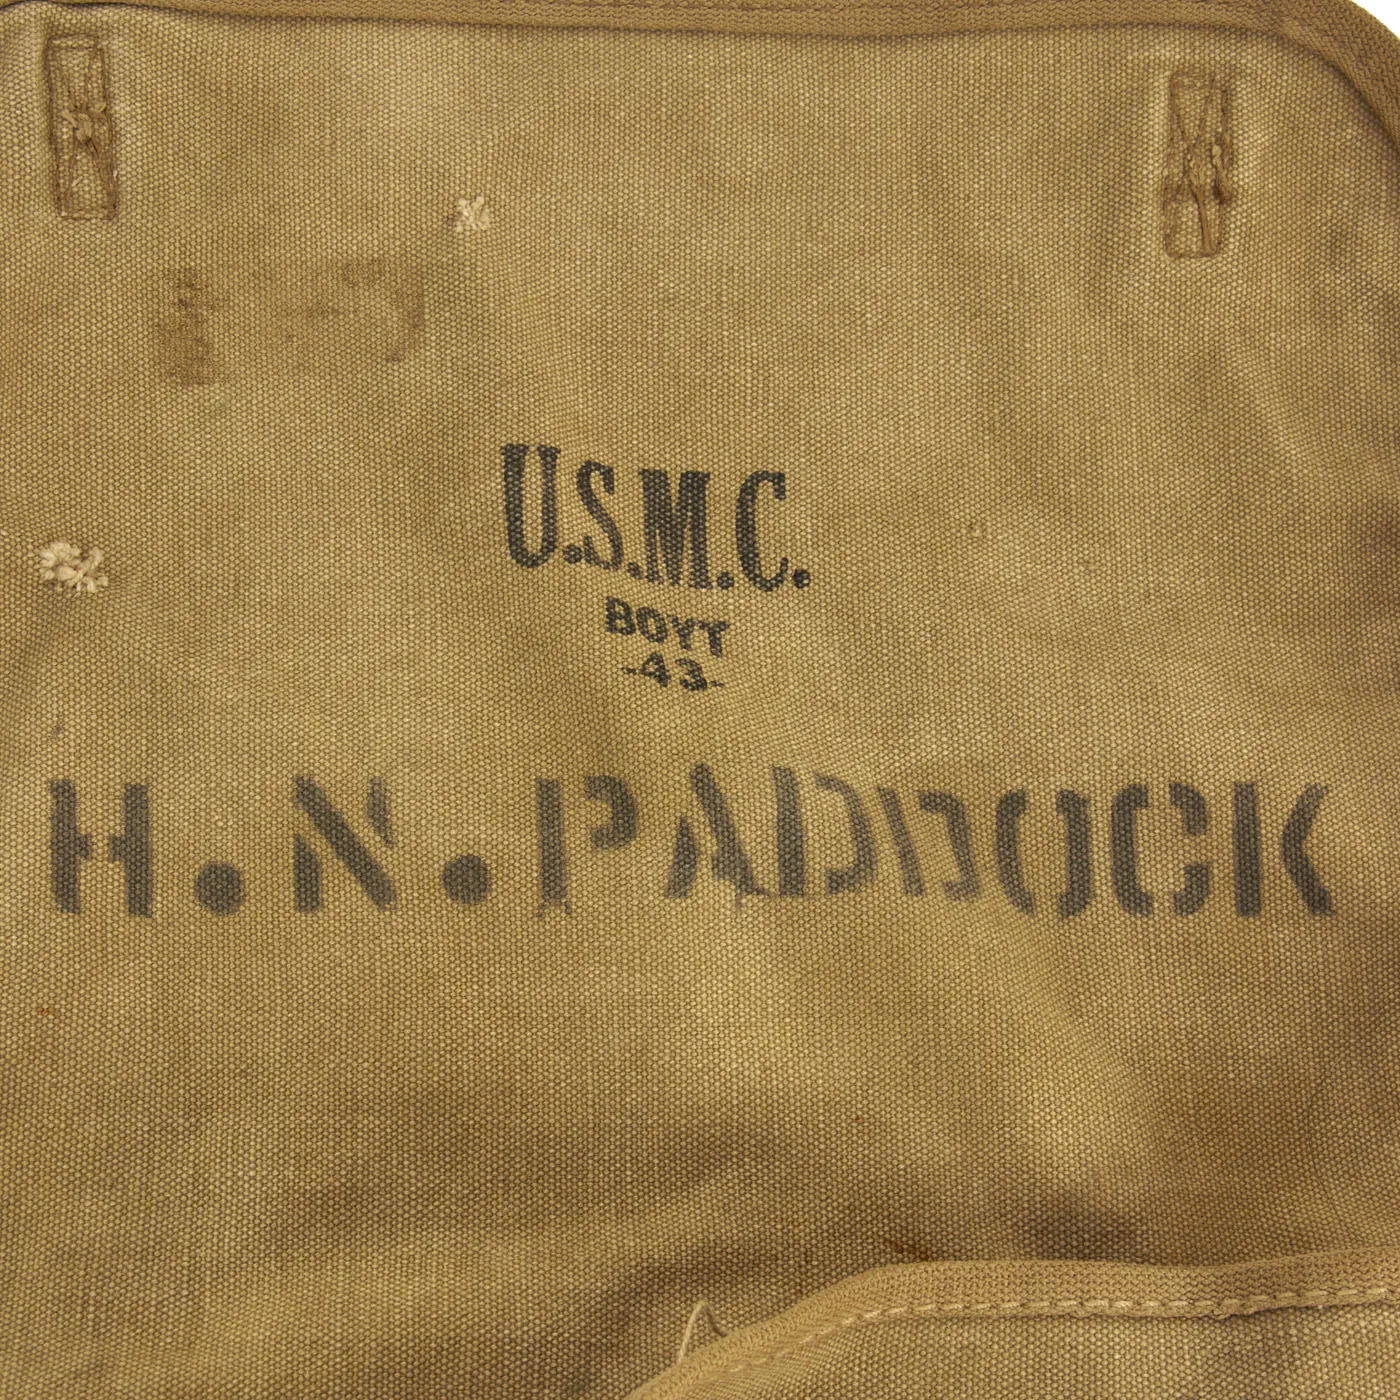 U.S.M.C.
BOYT
-43-
H.N.PADDOCK